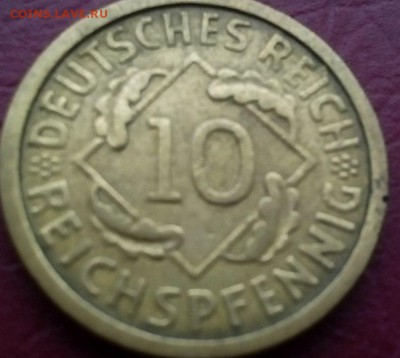 COINS.LAVE.RU
DEUTSCHES REICH
10
REICHSPFENNIG